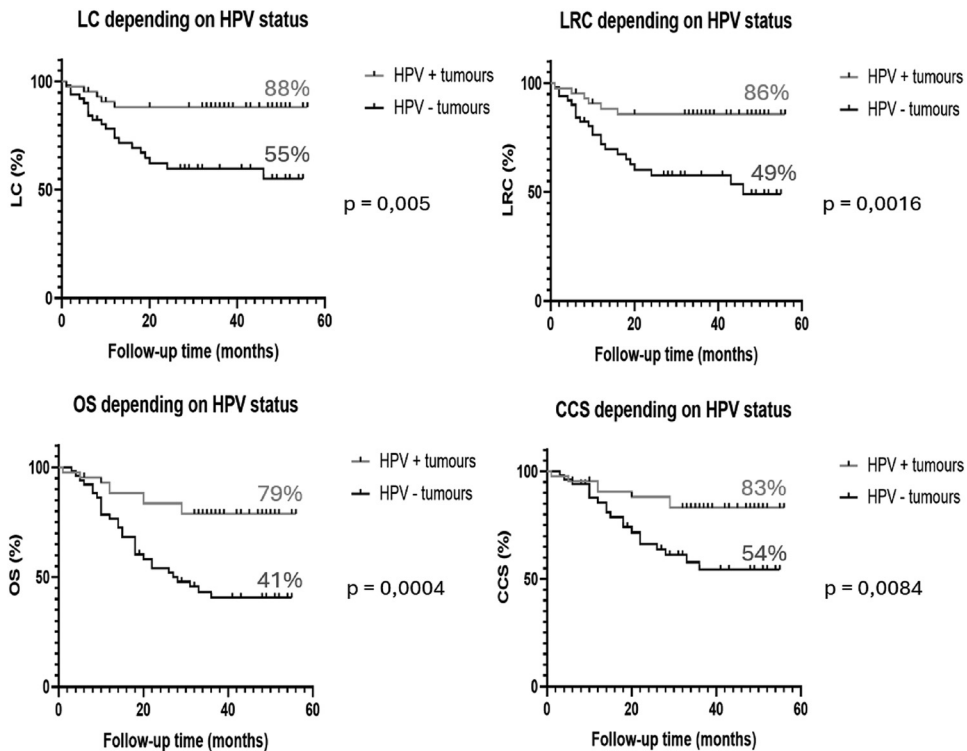 LC depending on HPV status
LC (%)
100
50
0
0 20 40 60
Follow-up time (months)
88%
55%
HPV + tumours
HPV - tumours
p = 0,005
LRC depending on HPV status
LRC (%)
100
50
0
0 20 40 60
Follow-up time (months)
86%
49%
HPV + tumours
HPV - tumours
p = 0,0016
OS depending on HPV status
OS (%)
100
50
0
0 20 40 60
Follow-up time (months)
79%
41%
HPV + tumours
HPV - tumours
p = 0,0004
CCS depending on HPV status
CCS (%)
100
50
0
0 20 40 60
Follow-up time (months)
83%
54%
HPV + tumours
HPV - tumours
p = 0,0084